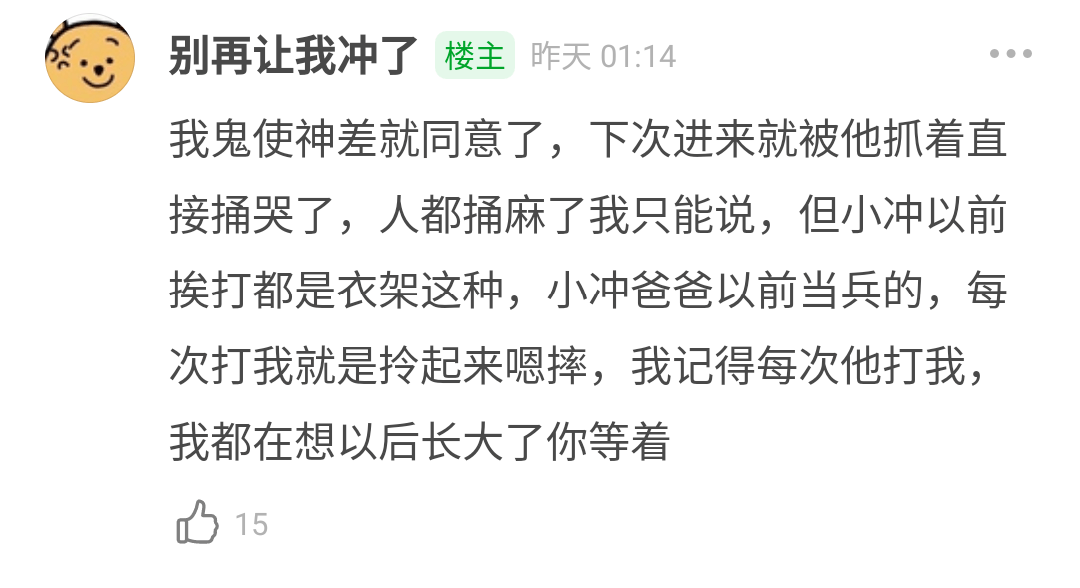 别再让我冲了 楼主 昨天 01:14
我鬼使神差就同意了，下次进来就被他抓着直
接捅哭了，人都捅麻了我只能说，但小冲以前
挨打都是衣架这种，小冲爸爸以前当兵的，每
次打我就是拎起来嗯摔，我记得每次他打我，
我都在想以后长大了你等着
15